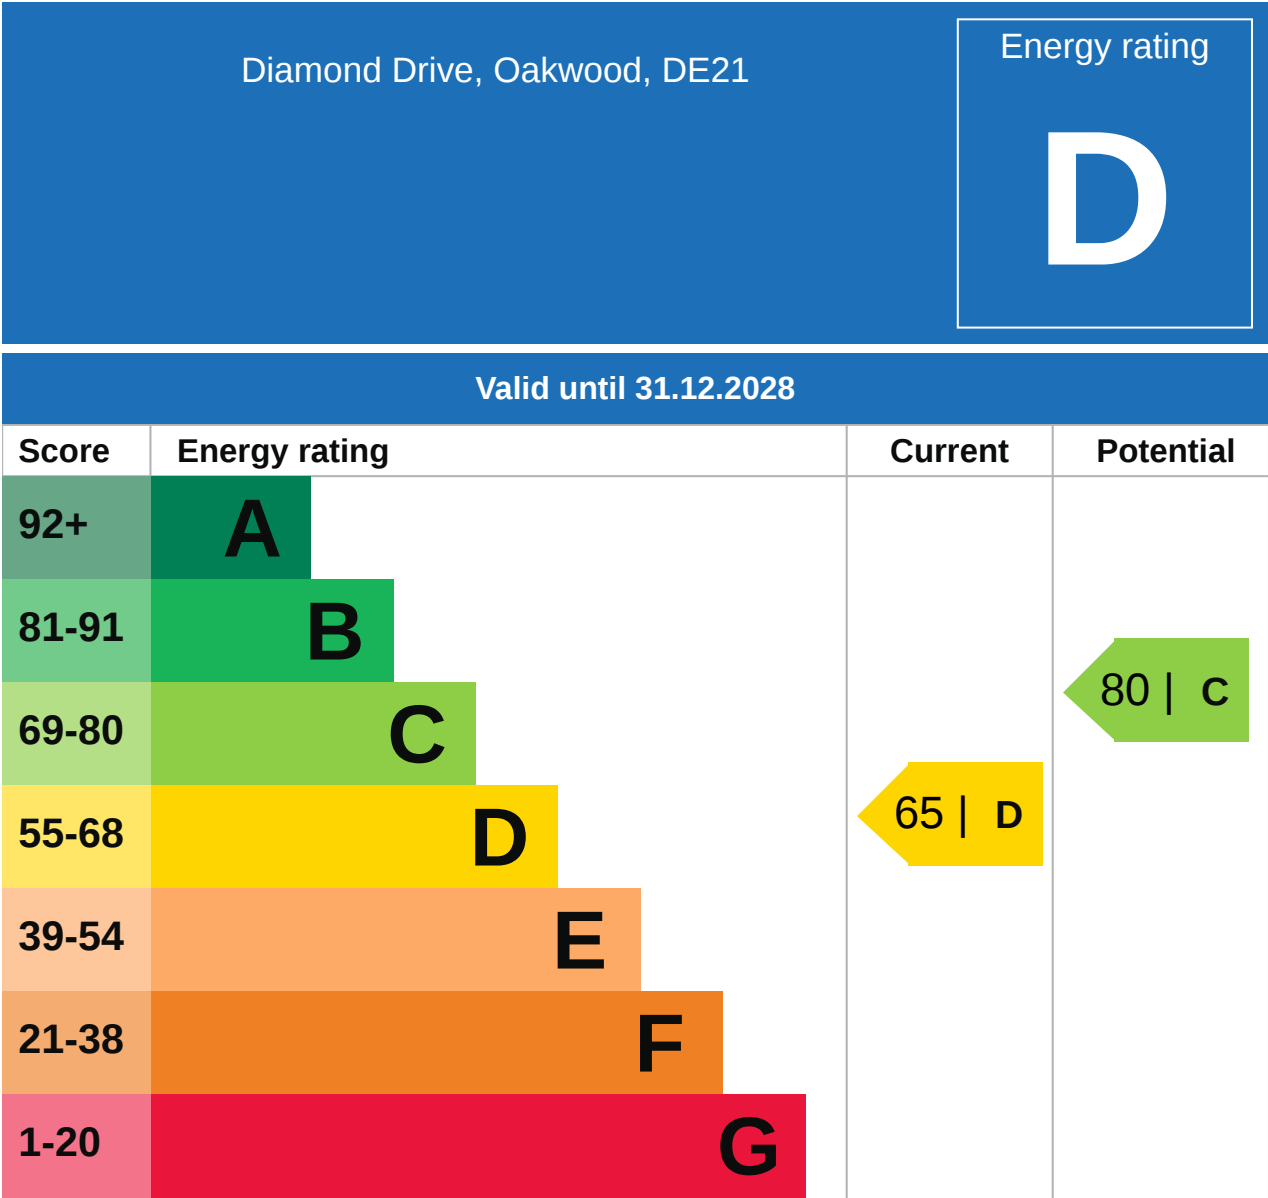 Diamond Drive, Oakwood, DE21
Energy rating
D
Valid until 31.12.2028
Score Energy rating Current Potential
92+ A
81-91 B
69-80 C
80 | C
55-68 D
65 | D
39-54 E
21-38 F
1-20 G